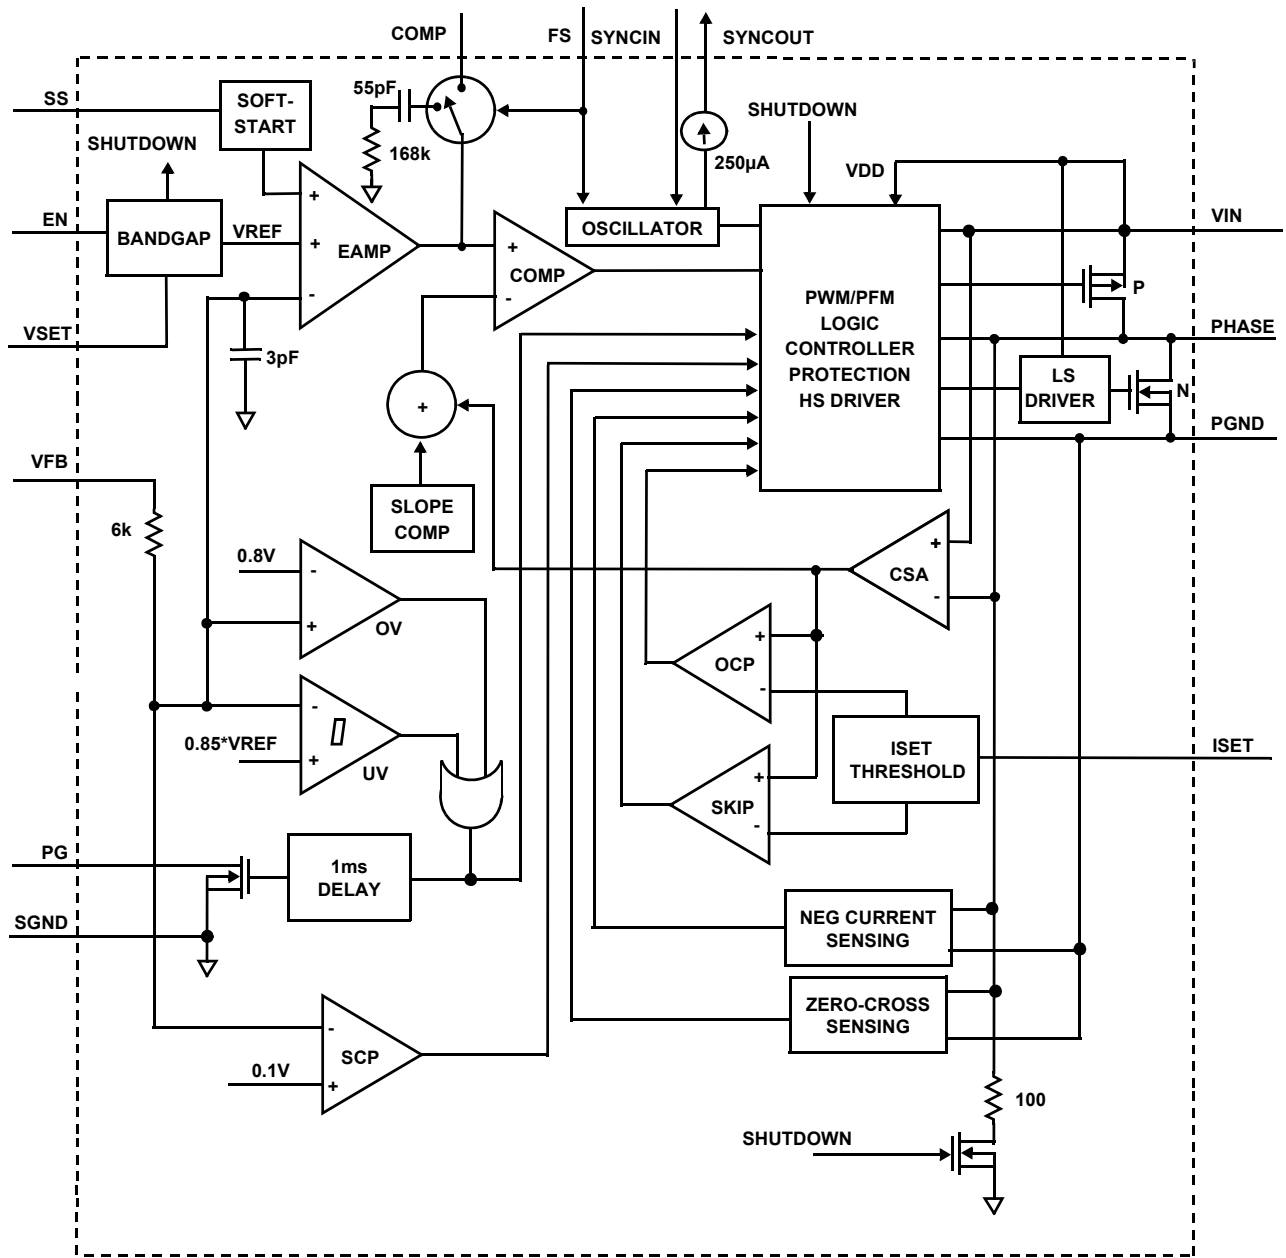 COMP
FS
SYNCIN
SYNCOUT
SS
SOFT-
START
55pF
SHUTDOWN
SHUTDOWN
168k
250µA
VDD
EN
BANDGAP
VREF
+
+
-
EAMP
OSCILLATOR
VIN
+
-
COMP
PWM/PFM
LOGIC
CONTROLLER
PROTECTION
HS DRIVER
P
VSET
3pF
PHASE
LS
DRIVER
N
+
PGND
VFB
SLOPE
COMP
6k
0.8V
-
+
OV
+
-
CSA
+
-
OCP
0.85*VREF
-
+
UV
ISET
THRESHOLD
ISET
+
-
SKIP
PG
1ms
DELAY
SGND
NEG CURRENT
SENSING
ZERO-CROSS
SENSING
-
+
SCP
0.1V
100
SHUTDOWN